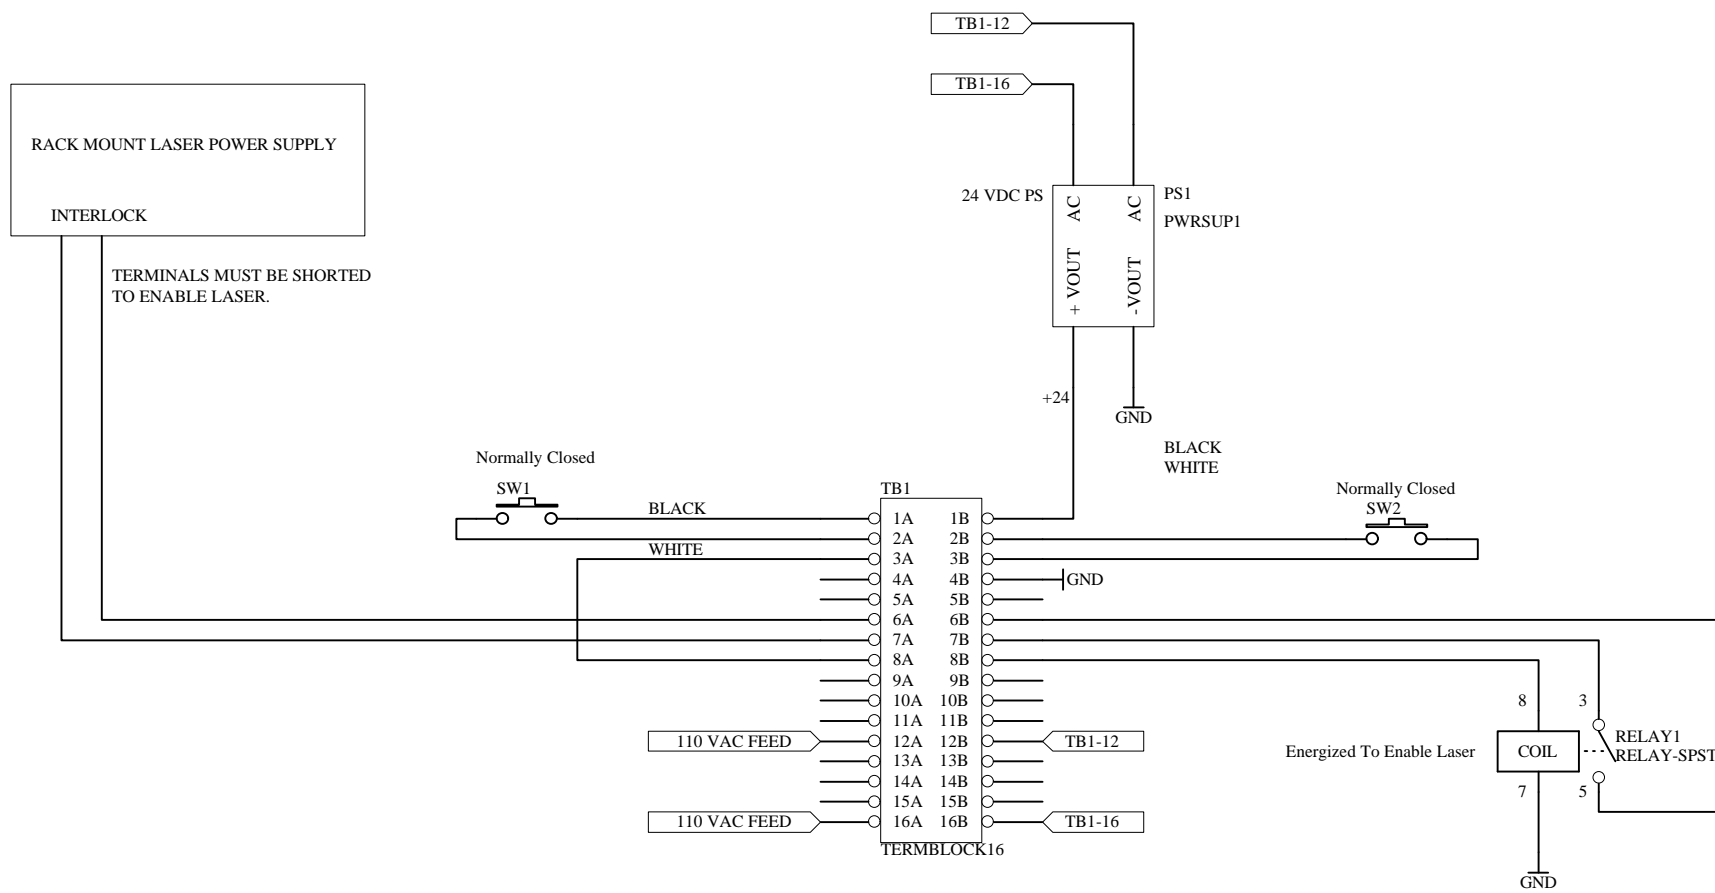 TB1-12
TB1-16
RACK MOUNT LASER POWER SUPPLY
INTERLOCK
TERMINALS MUST BE SHORTED
TO ENABLE LASER.
24 VDC PS
AC
AC
PS1
PWRSUP1
+ VOUT
- VOUT
+24
GND
BLACK
WHITE
Normally Closed
SW1
BLACK
WHITE
TB1
1A 1B
2A 2B
3A 3B
4A 4B
5A 5B
6A 6B
7A 7B
8A 8B
9A 9B
10A 10B
11A 11B
12A 12B
13A 13B
14A 14B
15A 15B
16A 16B
TERMBLOCK16
110 VAC FEED
110 VAC FEED
GND
TB1-12
TB1-16
Normally Closed
SW2
8
3
Energized To Enable Laser
COIL
RELAY1
RELAY-SPST
7
5
GND